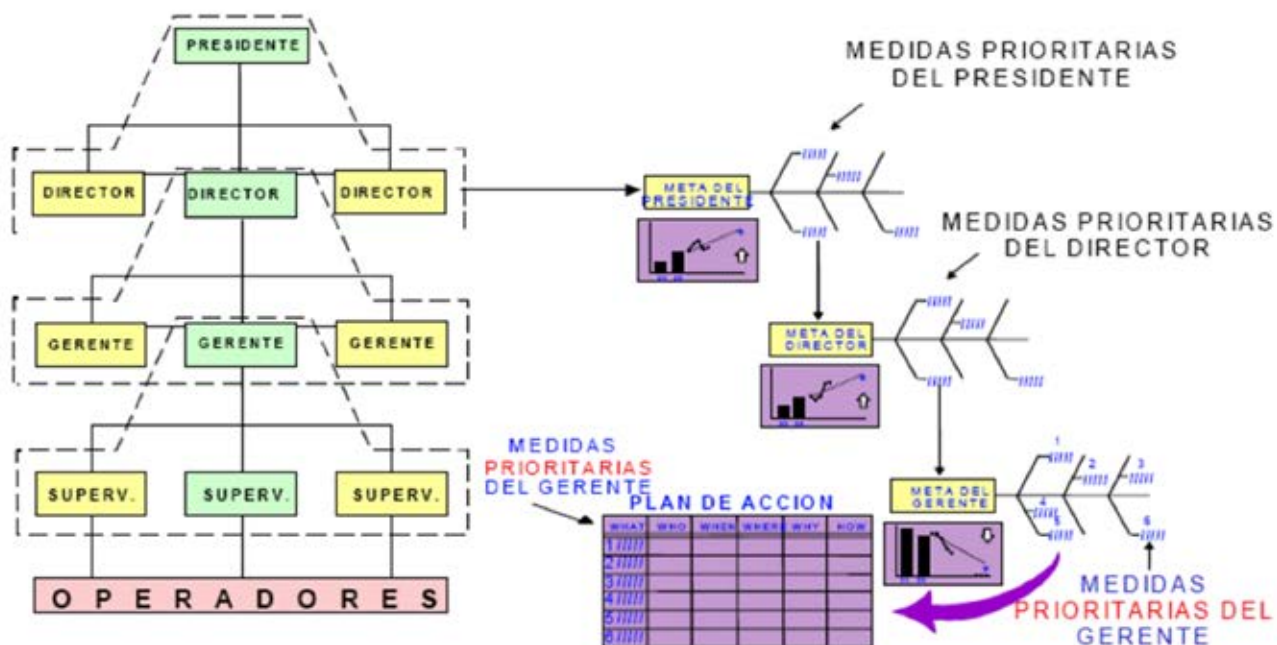 PRESIDENTE
DIRECTOR
DIRECTOR
DIRECTOR
GERENTE
GERENTE
GERENTE
SUPERV.
SUPERV.
SUPERV.
OPERADORES
MEDIDAS PRIORITARIAS
DEL PRESIDENTE
META DEL
PRESIDENTE
MEDIDAS PRIORITARIAS
DEL DIRECTOR
META DEL
DIRECTOR
META DEL
GERENTE
1
2
3
4
5
6
MEDIDAS
PRIORITARIAS DEL
GERENTE
MEDIDAS
PRIORITARIAS
DEL GERENTE
PLAN DE ACCION
WHAT WHO WHEN WHERE WHY HOW
1
2
3
4
5
6